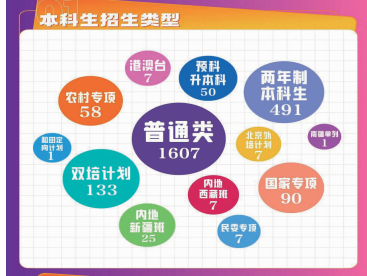 本科生招生类型
港澳台
7
预科
升本科
50
两年制
本科生
491
农村专项
58
普通类
1607
北京外
培计划
7
南疆单列
1
和田定
向计划
1
双培计划
133
内地
西藏班
7
国家专项
90
内地
新疆班
25
民委专项
7